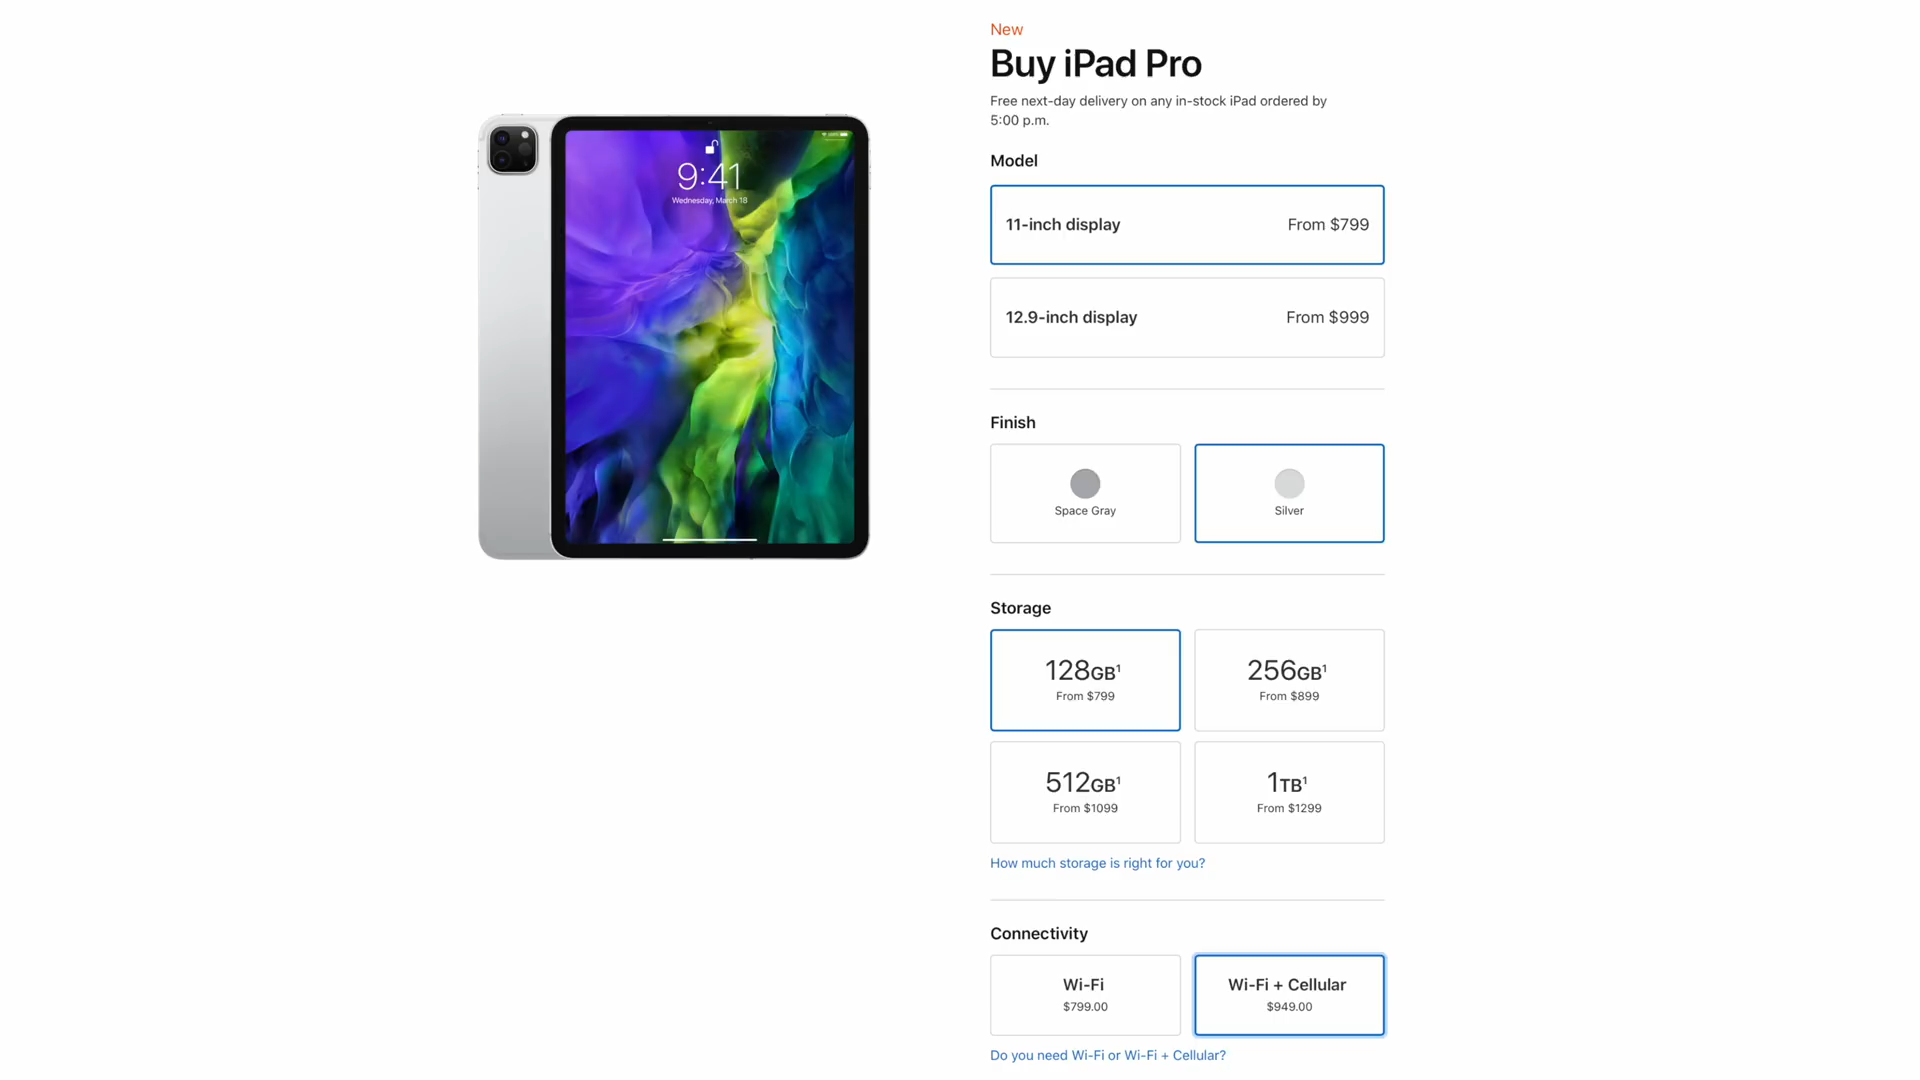 New
Buy iPad Pro
Free next-day delivery on any in-stock iPad ordered by
5:00 p.m.
Model
11-inch display From $799
12.9-inch display From $999
Finish
Space Gray Silver
Storage
128GB¹ 256GB¹
From $799 From $899
512GB¹ 1TB¹
From $1099 From $1299
How much storage is right for you?
Connectivity
Wi-Fi Wi-Fi + Cellular
$799.00 $949.00
Do you need Wi-Fi or Wi-Fi + Cellular?
9:41
Wednesday, March 18